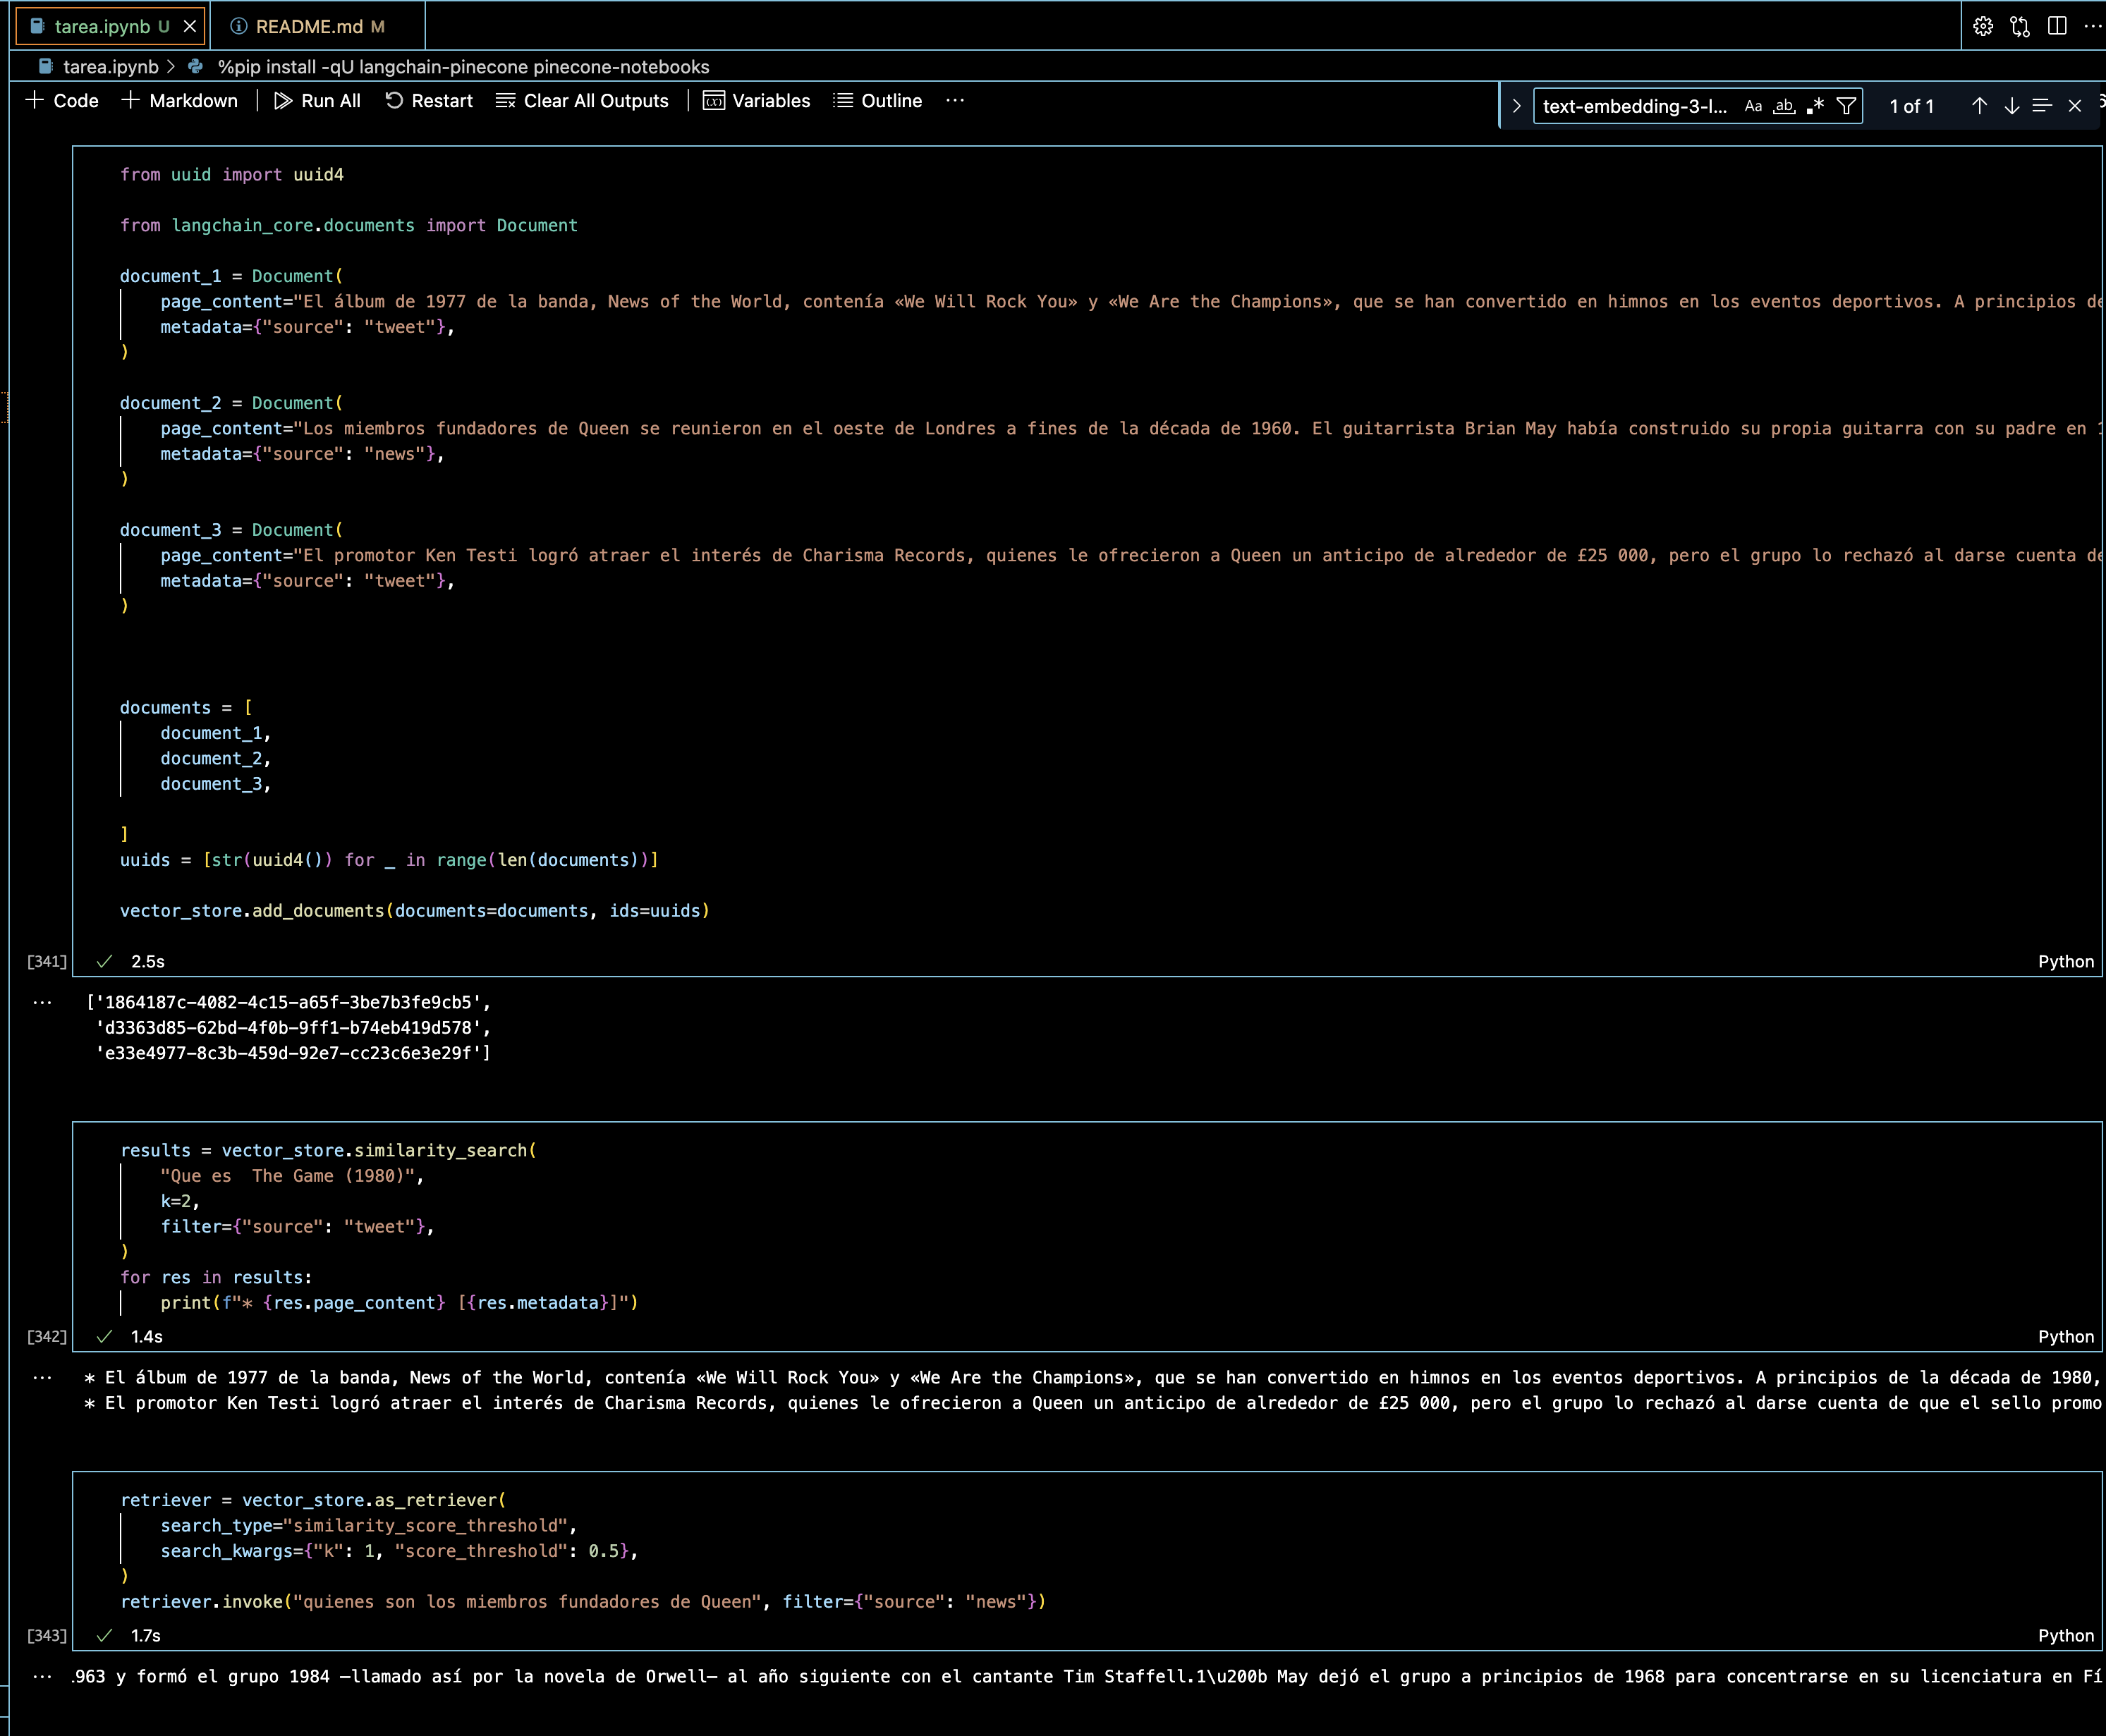 tarea.ipynb U
README.md M
tarea.ipynb > %pip install -qU langchain-pinecone pinecone-notebooks
Code Markdown Run All Restart Clear All Outputs Variables Outline ...
text-embedding-3-l... Aa ab .* 1 of 1
from uuid import uuid4
from langchain_core.documents import Document
document_1 = Document(
page_content="El álbum de 1977 de la banda, News of the World, contenía «We Will Rock You» y «We Are the Champions», que se han convertido en himnos en los eventos deportivos. A principios de
metadata={"source": "tweet"},
)
document_2 = Document(
page_content="Los miembros fundadores de Queen se reunieron en el oeste de Londres a fines de la década de 1960. El guitarrista Brian May había construido su propia guitarra con su padre en 1
metadata={"source": "news"},
)
document_3 = Document(
page_content="El promotor Ken Testi logró atraer el interés de Charisma Records, quienes le ofrecieron a Queen un anticipo de alrededor de £25 000, pero el grupo lo rechazó al darse cuenta de
metadata={"source": "tweet"},
)
documents = [
document_1,
document_2,
document_3,
]
uuids = [str(uuid4()) for _ in range(len(documents))]
vector_store.add_documents(documents=documents, ids=uuids)
[341] 2.5s Python
['1864187c-4082-4c15-a65f-3be7b3fe9cb5',
'd3363d85-62bd-4f0b-9ff1-b74eb419d578',
'e33e4977-8c3b-459d-92e7-cc23c6e3e29f']
results = vector_store.similarity_search(
"Que es  The Game (1980)",
k=2,
filter={"source": "tweet"},
)
for res in results:
print(f"* {res.page_content} [{res.metadata}]")
[342] 1.4s Python
* El álbum de 1977 de la banda, News of the World, contenía «We Will Rock You» y «We Are the Champions», que se han convertido en himnos en los eventos deportivos. A principios de la década de 1980,
* El promotor Ken Testi logró atraer el interés de Charisma Records, quienes le ofrecieron a Queen un anticipo de alrededor de £25 000, pero el grupo lo rechazó al darse cuenta de que el sello promo
retriever = vector_store.as_retriever(
search_type="similarity_score_threshold",
search_kwargs={"k": 1, "score_threshold": 0.5},
)
retriever.invoke("quienes son los miembros fundadores de Queen", filter={"source": "news"})
[343] 1.7s Python
.963 y formó el grupo 1984 —llamado así por la novela de Orwell— al año siguiente con el cantante Tim Staffell.1\u200b May dejó el grupo a principios de 1968 para concentrarse en su licenciatura en Fí